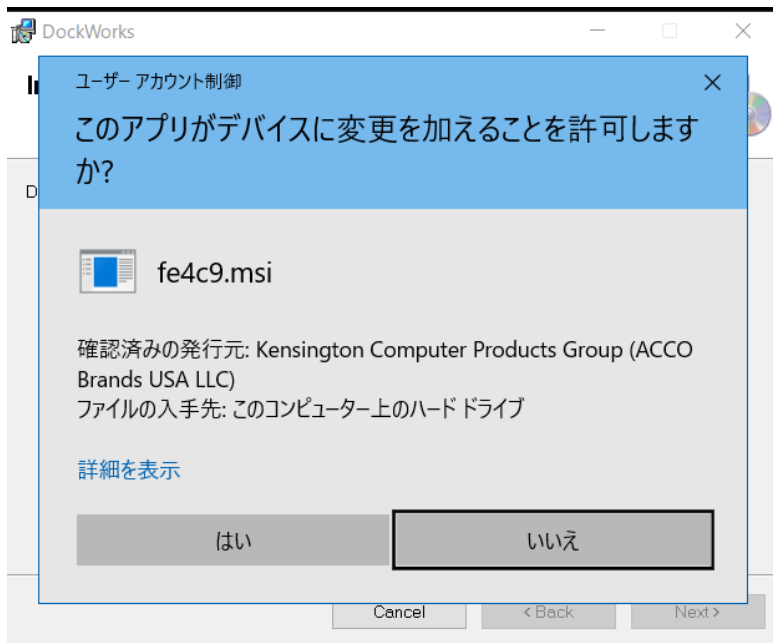 DockWorks
ユーザー アカウント制御
このアプリがデバイスに変更を加えることを許可します
か?
fe4c9.msi
確認済みの発行元: Kensington Computer Products Group (ACCO
Brands USA LLC)
ファイルの入手先: このコンピューター上のハード ドライブ
詳細を表示
はい
いいえ
Cancel
< Back
Next >